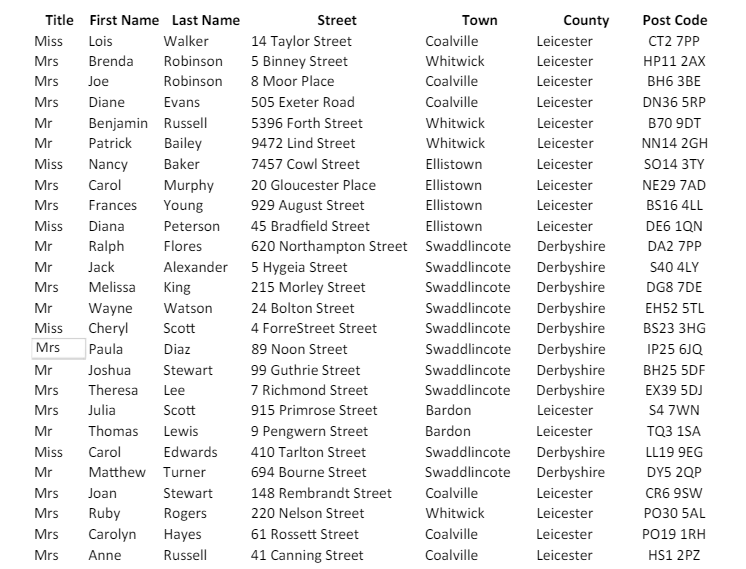 Title First Name Last Name Street Town County Post Code
Miss Lois Walker 14 Taylor Street Coalville Leicester CT2 7PP
Mrs Brenda Robinson 5 Binney Street Whitwick Leicester HP11 2AX
Mrs Joe Robinson 8 Moor Place Coalville Leicester BH6 3BE
Mrs Diane Evans 505 Exeter Road Coalville Leicester DN36 5RP
Mr Benjamin Russell 5396 Forth Street Whitwick Leicester B70 9DT
Mr Patrick Bailey 9472 Lind Street Whitwick Leicester NN14 2GH
Miss Nancy Baker 7457 Cowl Street Ellistown Leicester SO14 3TY
Mrs Carol Murphy 20 Gloucester Place Ellistown Leicester NE29 7AD
Mrs Frances Young 929 August Street Ellistown Leicester BS16 4LL
Miss Diana Peterson 45 Bradfield Street Ellistown Leicester DE6 1QN
Mr Ralph Flores 620 Northampton Street Swaddlincote Derbyshire DA2 7PP
Mr Jack Alexander 5 Hygeia Street Swaddlincote Derbyshire S40 4LY
Mrs Melissa King 215 Morley Street Swaddlincote Derbyshire DG8 7DE
Mr Wayne Watson 24 Bolton Street Swaddlincote Derbyshire EH52 5TL
Miss Cheryl Scott 4 ForreStreet Street Swaddlincote Derbyshire BS23 3HG
Mrs Paula Diaz 89 Noon Street Swaddlincote Derbyshire IP25 6JQ
Mr Joshua Stewart 99 Guthrie Street Swaddlincote Derbyshire BH25 5DF
Mrs Theresa Lee 7 Richmond Street Swaddlincote Derbyshire EX39 5DJ
Mrs Julia Scott 915 Primrose Street Bardon Leicester S4 7WN
Mr Thomas Lewis 9 Pengwern Street Bardon Leicester TQ3 1SA
Miss Carol Edwards 410 Tarlton Street Swaddlincote Derbyshire LL19 9EG
Mr Matthew Turner 694 Bourne Street Swaddlincote Derbyshire DY5 2QP
Mrs Joan Stewart 148 Rembrandt Street Coalville Leicester CR6 9SW
Mrs Ruby Rogers 220 Nelson Street Whitwick Leicester PO30 5AL
Mrs Carolyn Hayes 61 Rossett Street Coalville Leicester PO19 1RH
Mrs Anne Russell 41 Canning Street Coalville Leicester HS1 2PZ